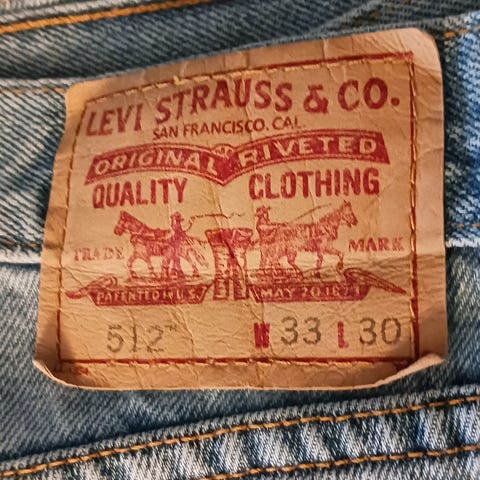 LEVI STRAUSS & CO.
SAN FRANCISCO, CAL.
ORIGINAL RIVETED
QUALITY CLOTHING
TRADE MARK
PATENTED IN U.S. MAY 20 1873
512™ W 33 L 30